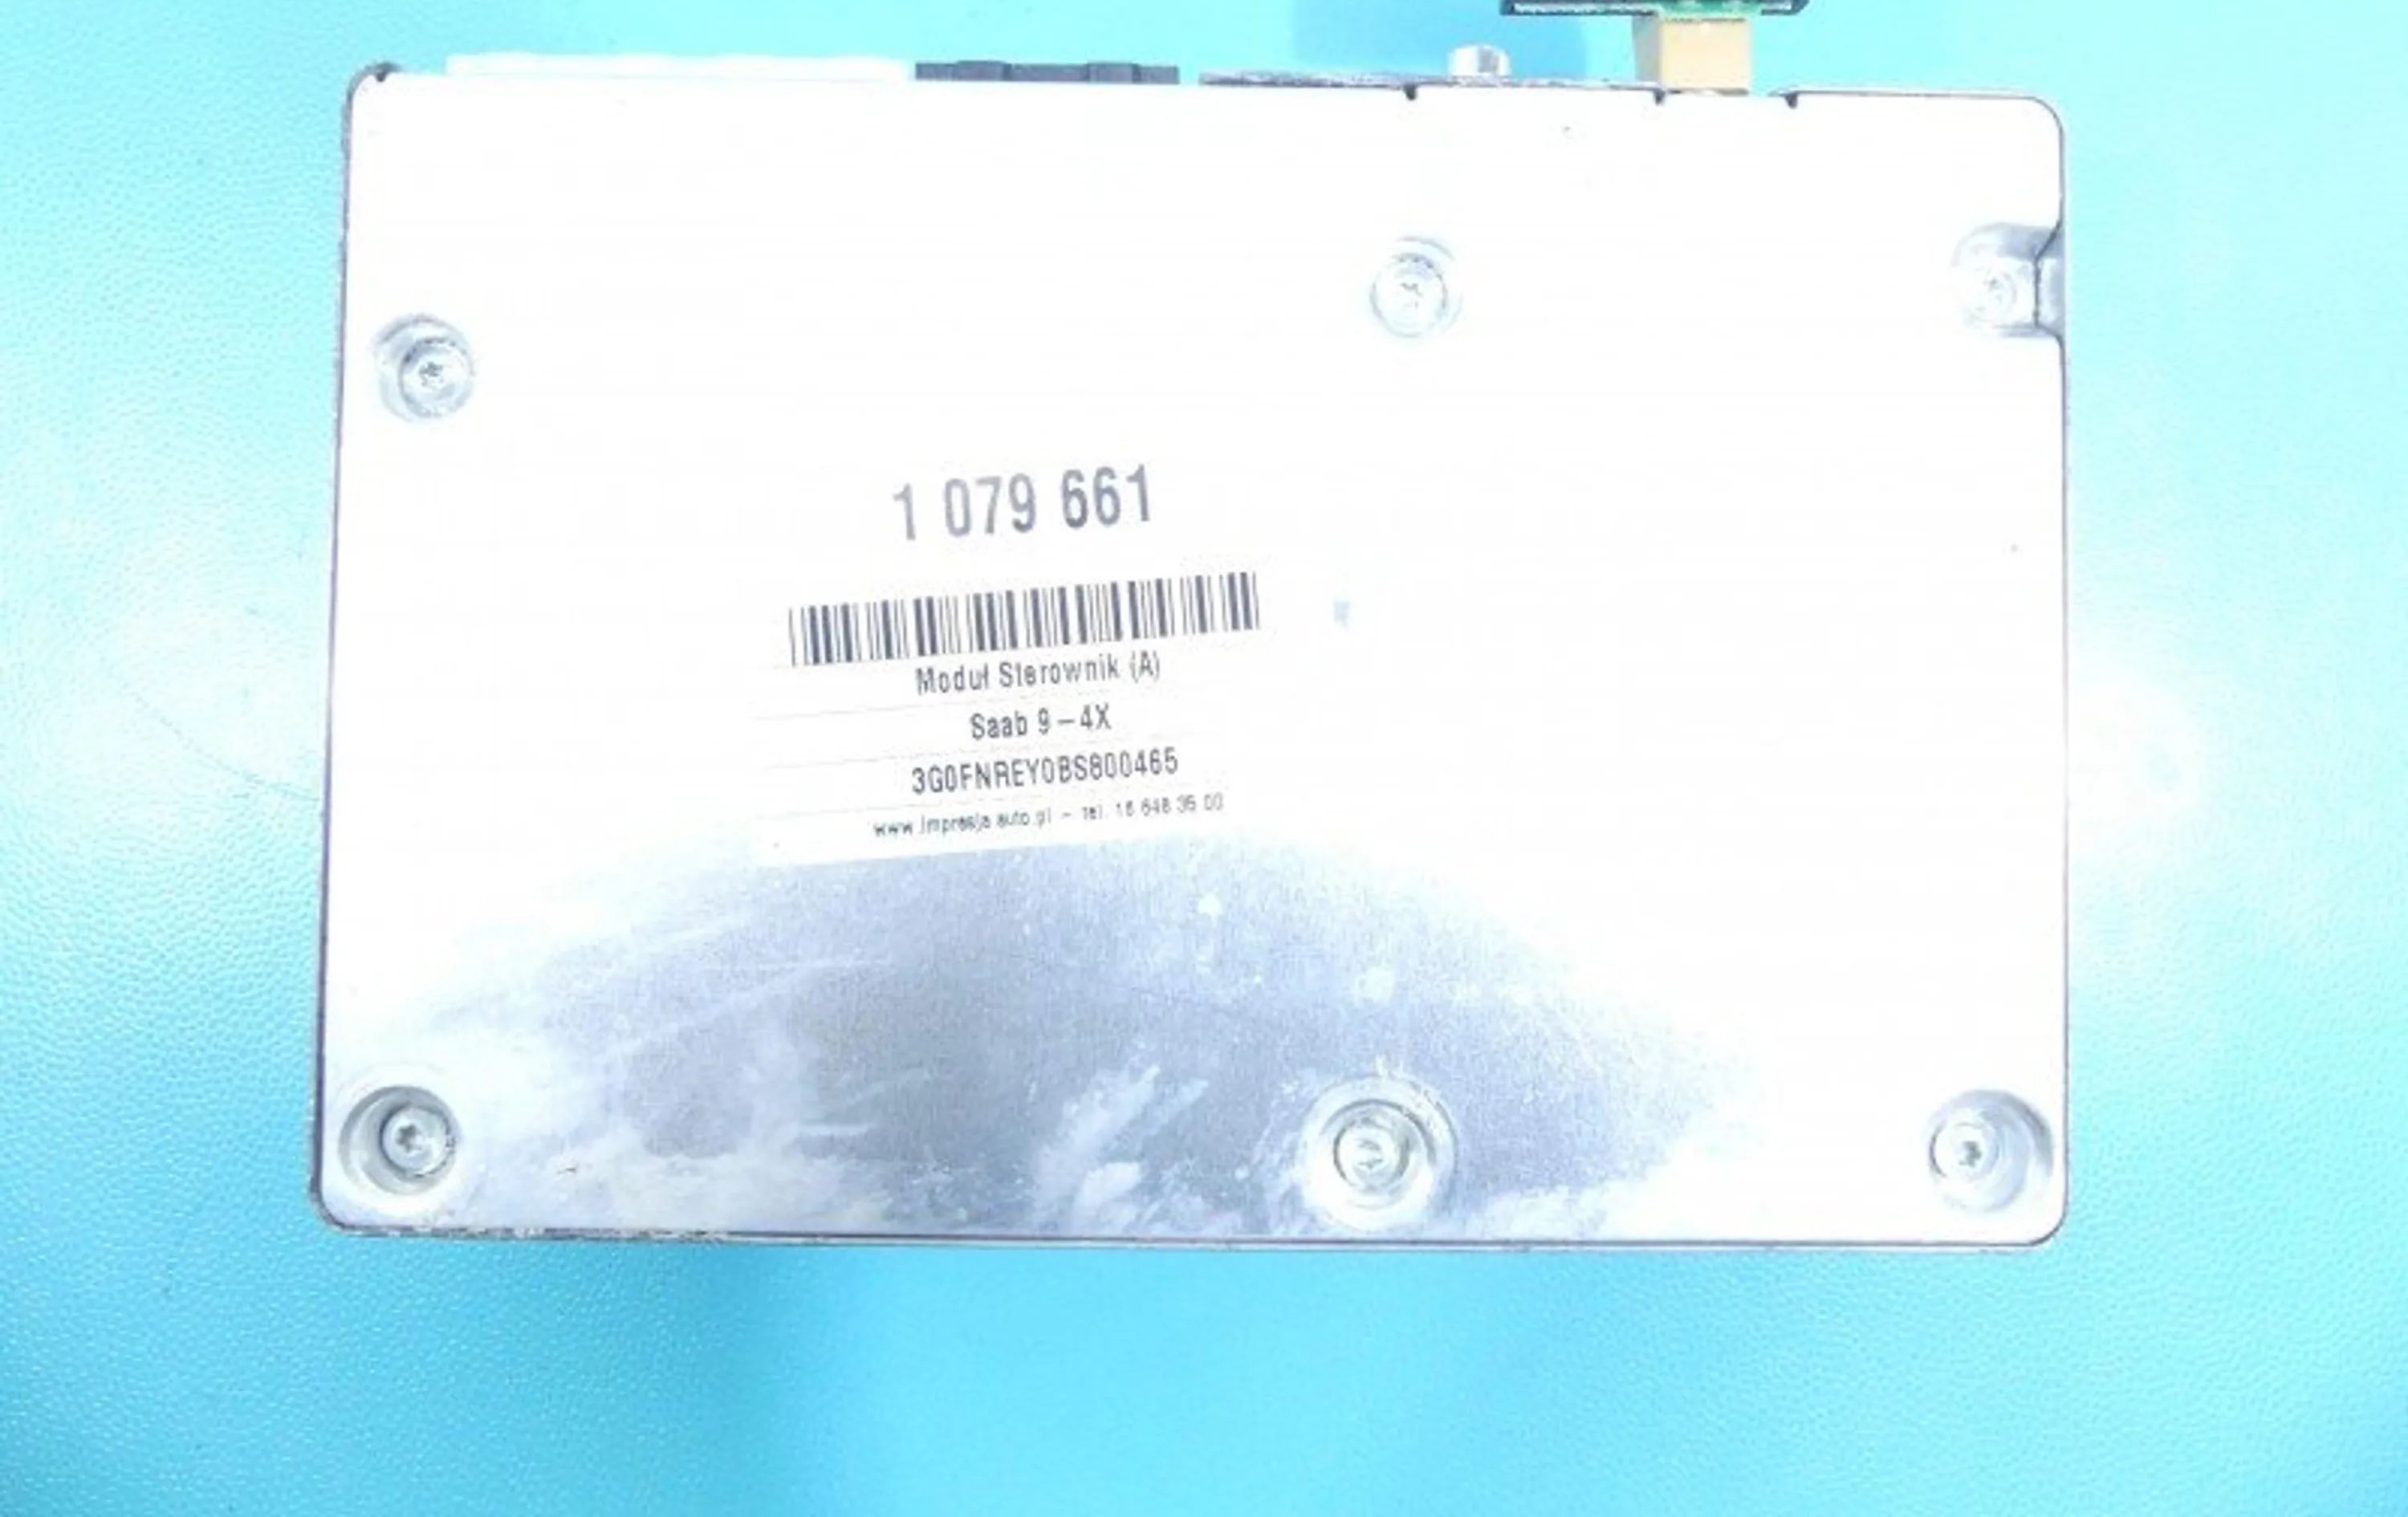 1 079 661
Moduł Sterownik (A)
Saab 9-4X
3G0FNREY0BS800465
www.impresja.auto.pl - tel. 16 648 35 00